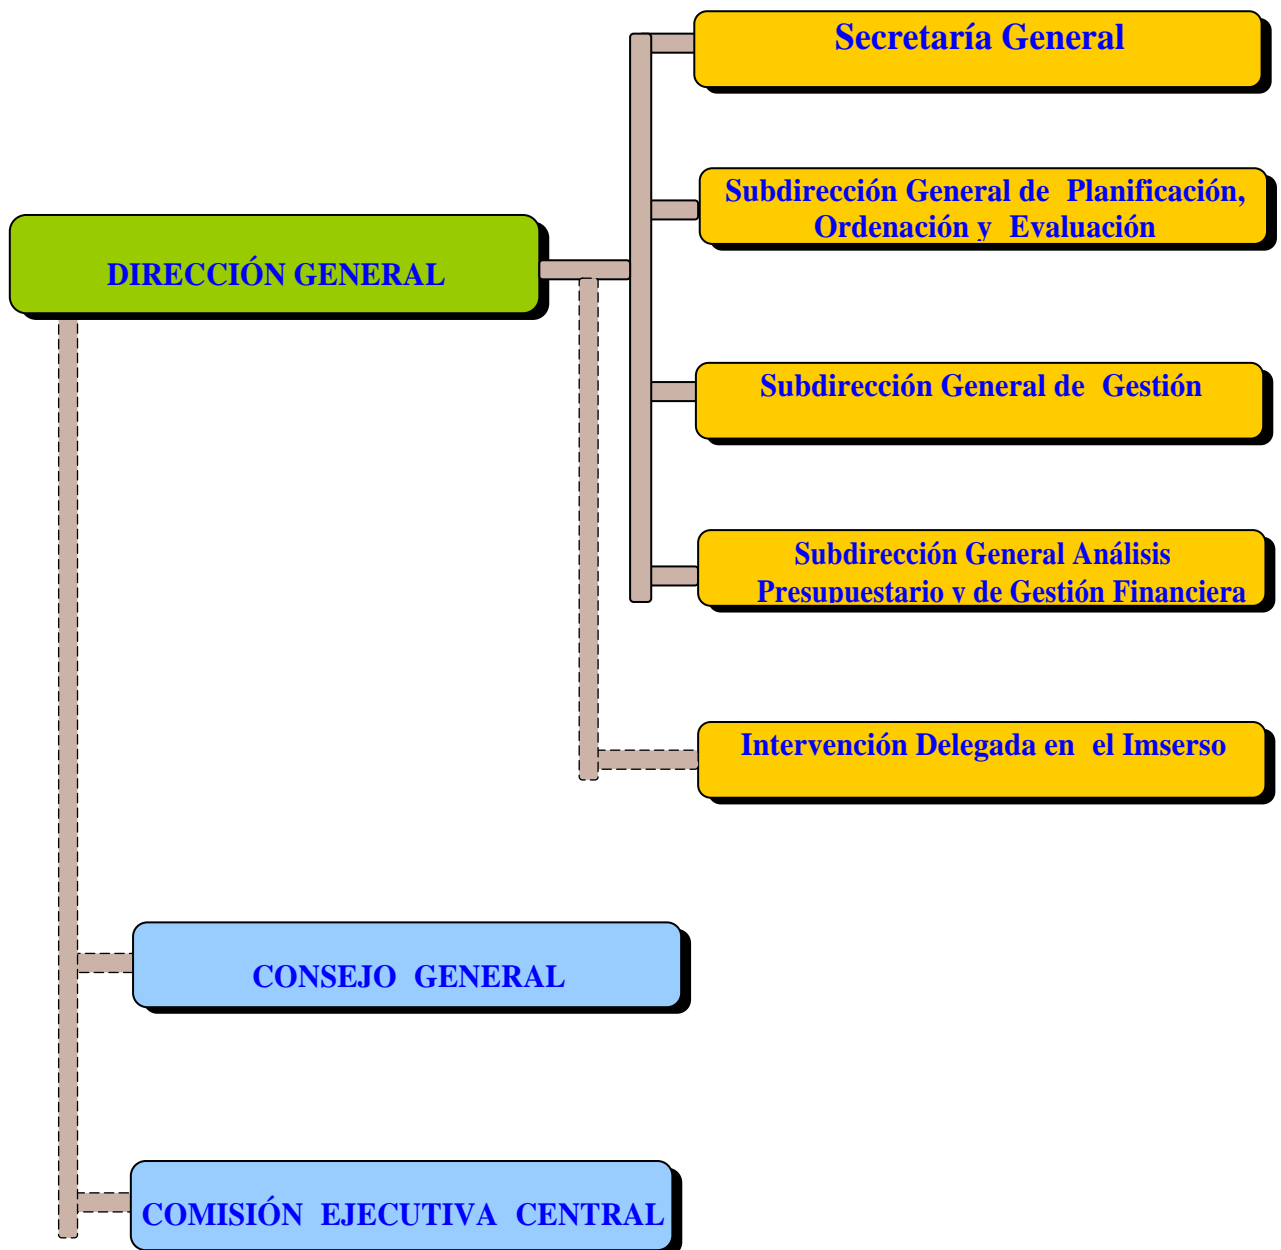 Secretaría General
Subdirección General de Planificación,
Ordenación y Evaluación
DIRECCIÓN GENERAL
Subdirección General de Gestión
Subdirección General Análisis
Presupuestario y de Gestión Financiera
Intervención Delegada en el Imserso
CONSEJO GENERAL
COMISIÓN EJECUTIVA CENTRAL